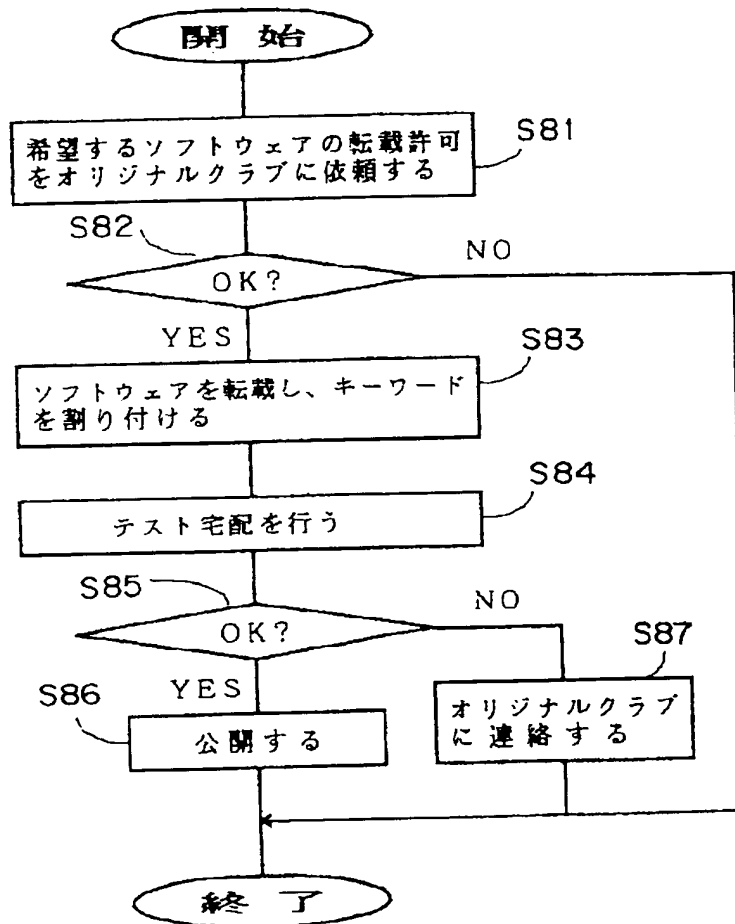 開始
希望するソフトウェアの転載許可
をオリジナルクラブに依頼する
S81
S82
OK?
NO
YES
S83
ソフトウェアを転載し、キーワード
を割り付ける
S84
テスト宅配を行う
S85
OK?
NO
YES
S86
公開する
S87
オリジナルクラブ
に連絡する
終了